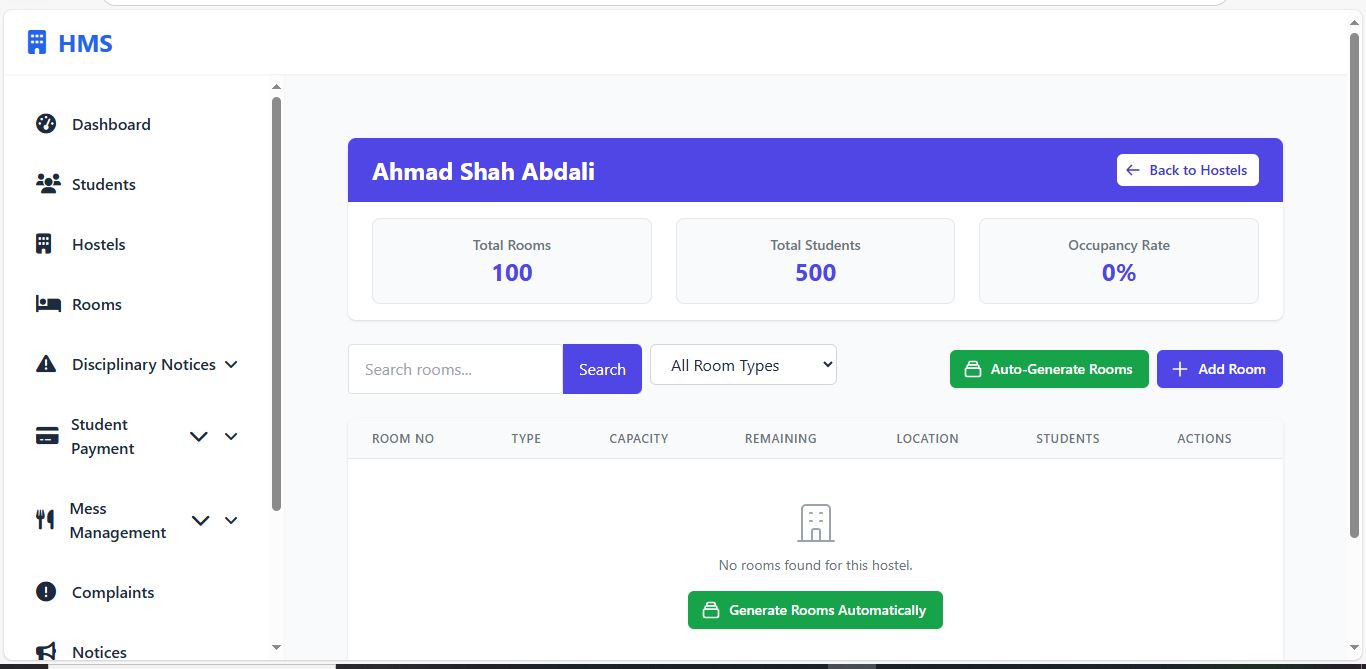 HMS
Dashboard
Students
Hostels
Rooms
Disciplinary Notices
Student
Payment
Mess
Management
Complaints
Notices
Ahmad Shah Abdali
Back to Hostels
Total Rooms
100
Total Students
500
Occupancy Rate
0%
Search rooms...
Search
All Room Types
Auto-Generate Rooms
Add Room
ROOM NO TYPE CAPACITY REMAINING LOCATION STUDENTS ACTIONS
No rooms found for this hostel.
Generate Rooms Automatically